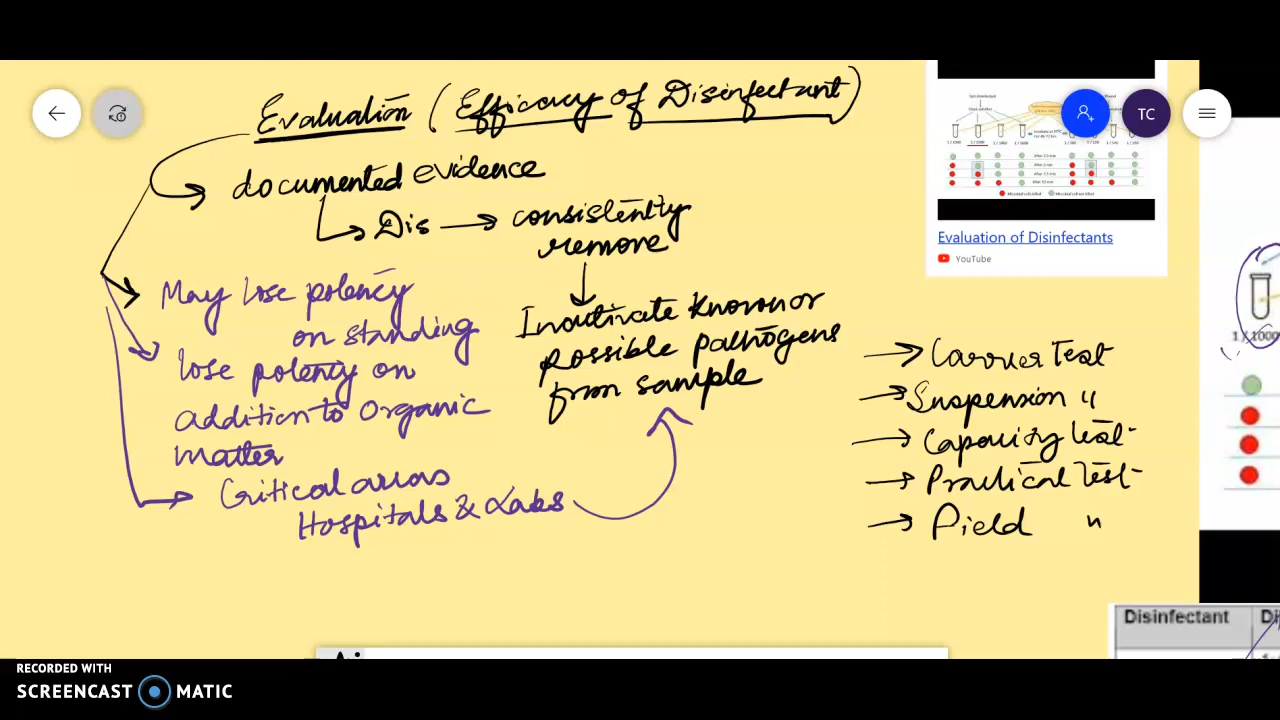 Evaluation (Efficacy of Disinfectant)
documented evidence
Dis → consistently
remove
Inactivate known or
possible pathogens
from sample
May lose potency
on standing
lose potency on
addition to organic
matter
Critical areas
Hospitals & Labs
→ Carrier Test
→ Suspension "
→ Capacity test
→ Practical Test
→ Field "
TC
Evaluation of Disinfectants
YouTube
1/1000
Disinfectant
RECORDED WITH
SCREENCAST MATIC